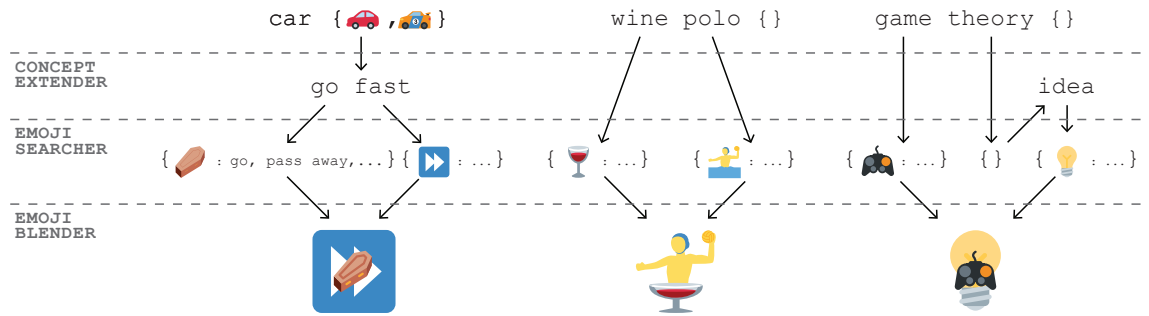 car { , }
wine polo {}
game theory {}
CONCEPT
EXTENDER
go fast
idea
EMOJI
SEARCHER
{ : go, pass away,...}
{ : ...}
{ : ...}
{ : ...}
{ : ...}
{}
{ : ...}
EMOJI
BLENDER